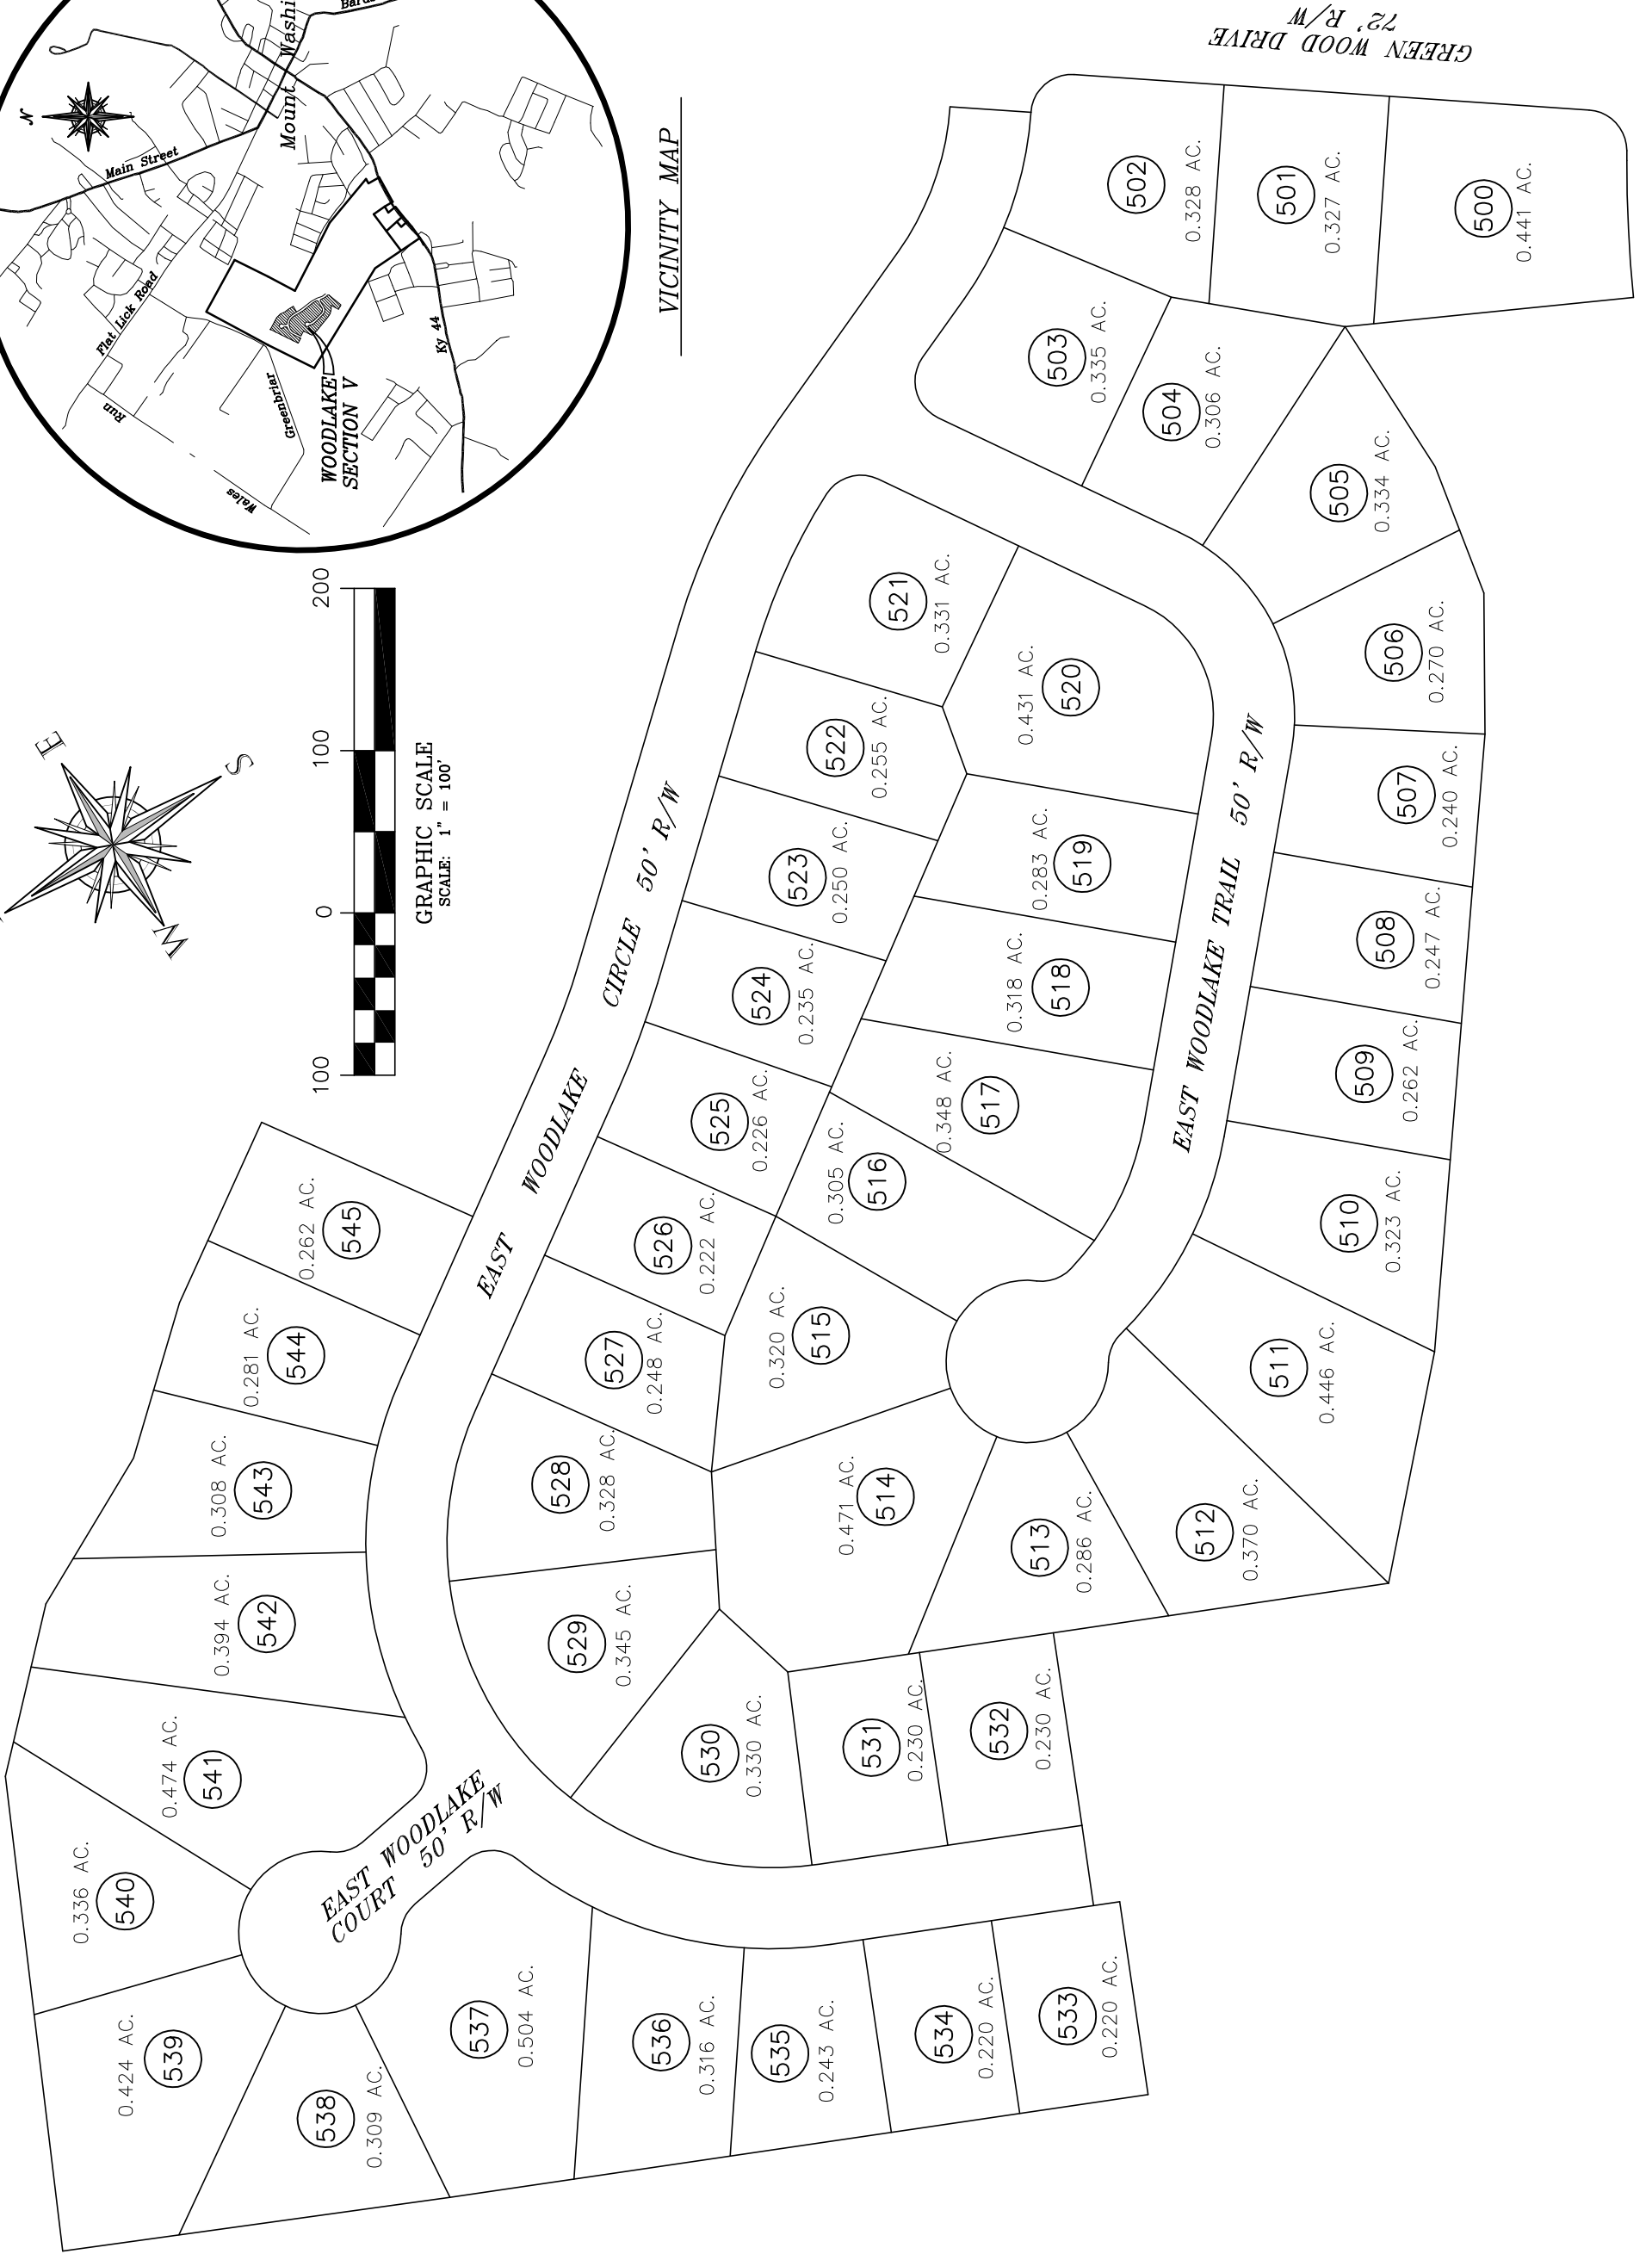 N
Main Street
Mount Washi
Flat Lick Road
Run
Wales
Greenbriar
Ky 44
WOODLAKE
SECTION V
VICINITY MAP
E
S
W
100
0
100
200
GRAPHIC SCALE
SCALE: 1" = 100'
GREEN WOOD DRIVE
72' R/W
EAST WOODLAKE CIRCLE 50' R/W
EAST WOODLAKE TRAIL 50' R/W
EAST WOODLAKE
COURT 50' R/W
500
0.441 AC.
501
0.327 AC.
502
0.328 AC.
503
0.335 AC.
504
0.306 AC.
505
0.334 AC.
506
0.270 AC.
507
0.240 AC.
508
0.247 AC.
509
0.262 AC.
510
0.323 AC.
511
0.446 AC.
512
0.370 AC.
513
0.286 AC.
0.471 AC.
514
0.320 AC.
515
0.305 AC.
516
0.348 AC.
517
0.318 AC.
518
0.283 AC.
519
0.431 AC.
520
521
0.331 AC.
522
0.255 AC.
523
0.250 AC.
524
0.235 AC.
525
0.226 AC.
526
0.222 AC.
527
0.248 AC.
528
0.328 AC.
529
0.345 AC.
530
0.330 AC.
531
0.230 AC.
532
0.230 AC.
533
0.220 AC.
534
0.220 AC.
535
0.243 AC.
536
0.316 AC.
537
0.504 AC.
538
0.309 AC.
0.424 AC.
539
0.336 AC.
540
0.474 AC.
541
0.394 AC.
542
0.308 AC.
543
0.281 AC.
544
0.262 AC.
545